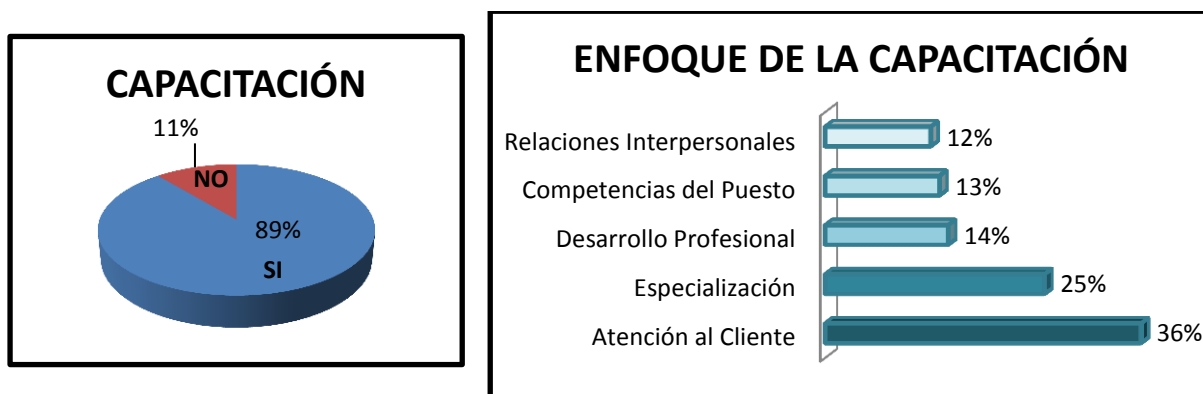 CAPACITACIÓN
11%
NO
89%
SI
ENFOQUE DE LA CAPACITACIÓN
Relaciones Interpersonales 12%
Competencias del Puesto 13%
Desarrollo Profesional 14%
Especialización 25%
Atención al Cliente 36%